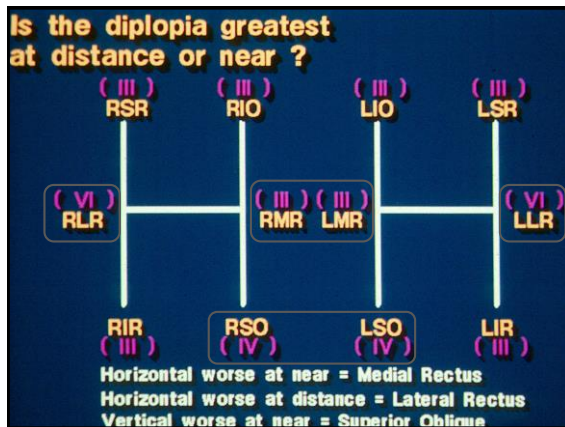 Is the diplopia greatest
at distance or near ?
( III ) ( III ) ( III ) ( III )
RSR RIO LIO LSR
( VI ) ( III ) ( III ) ( VI )
RLR RMR LMR LLR
RIR RSO LSO LIR
( III ) ( IV ) ( IV ) ( III )
Horizontal worse at near = Medial Rectus
Horizontal worse at distance = Lateral Rectus
Vertical worse at near = Superior Oblique